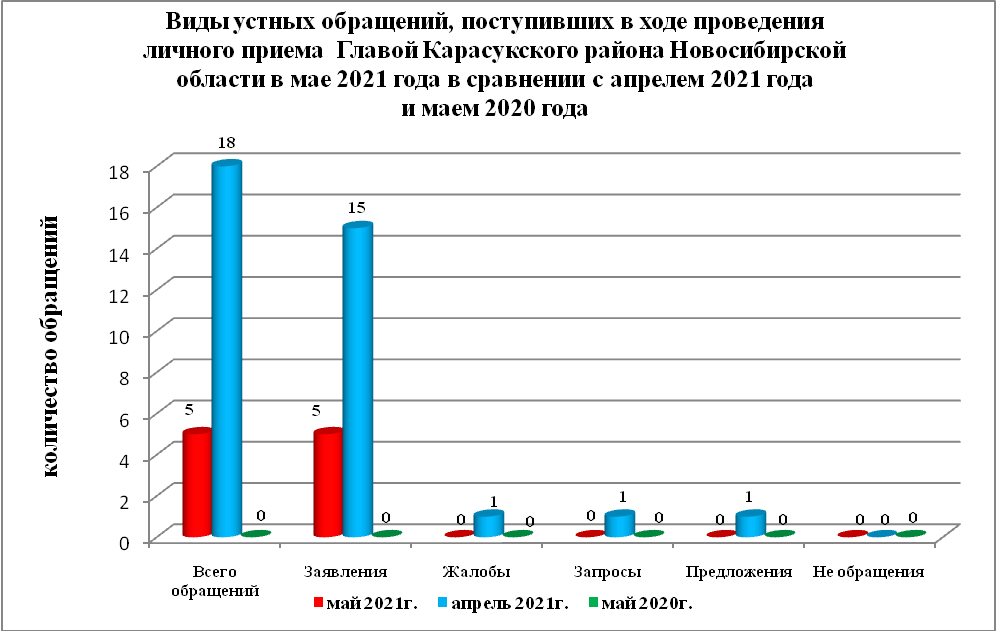 Виды устных обращений, поступивших в ходе проведения
личного приема Главой Карасукского района Новосибирской
области в мае 2021 года в сравнении с апрелем 2021 года
и маем 2020 года
количество обращений
18
16
14
12
10
8
6
4
2
0
5 18 0
5 15 0
0 1 0
0 1 0
0 1 0
0 0 0
Всего
обращений
Заявления
Жалобы
Запросы
Предложения
Не обращения
май 2021г. апрель 2021г. май 2020г.